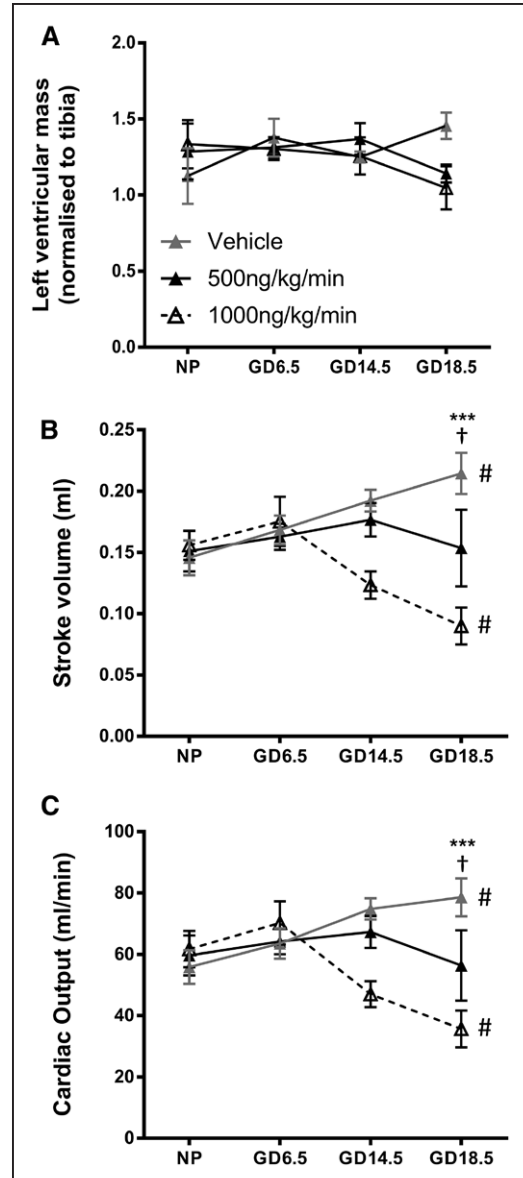 A
Left ventricular mass
(normalised to tibia)
2.0
1.5
1.0
0.5
0.0
Vehicle
500ng/kg/min
1000ng/kg/min
NP GD6.5 GD14.5 GD18.5
B
Stroke volume (ml)
0.25
0.20
0.15
0.10
0.05
0.00
***
†
#
#
NP GD6.5 GD14.5 GD18.5
C
Cardiac Output (ml/min)
100
80
60
40
20
0
***
†
#
#
NP GD6.5 GD14.5 GD18.5